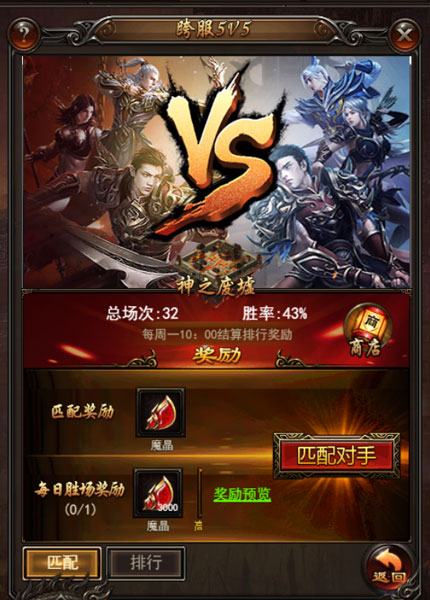 ?
跨服5V5
VS
神之废墟
总场次:32 胜率:43%
每周一10：00结算排行奖励
商
商店
奖励
匹配奖励
魔晶
匹配对手
每日胜场奖励
(0/1)
3000
魔晶
奖励预览
匹配
排行
返回